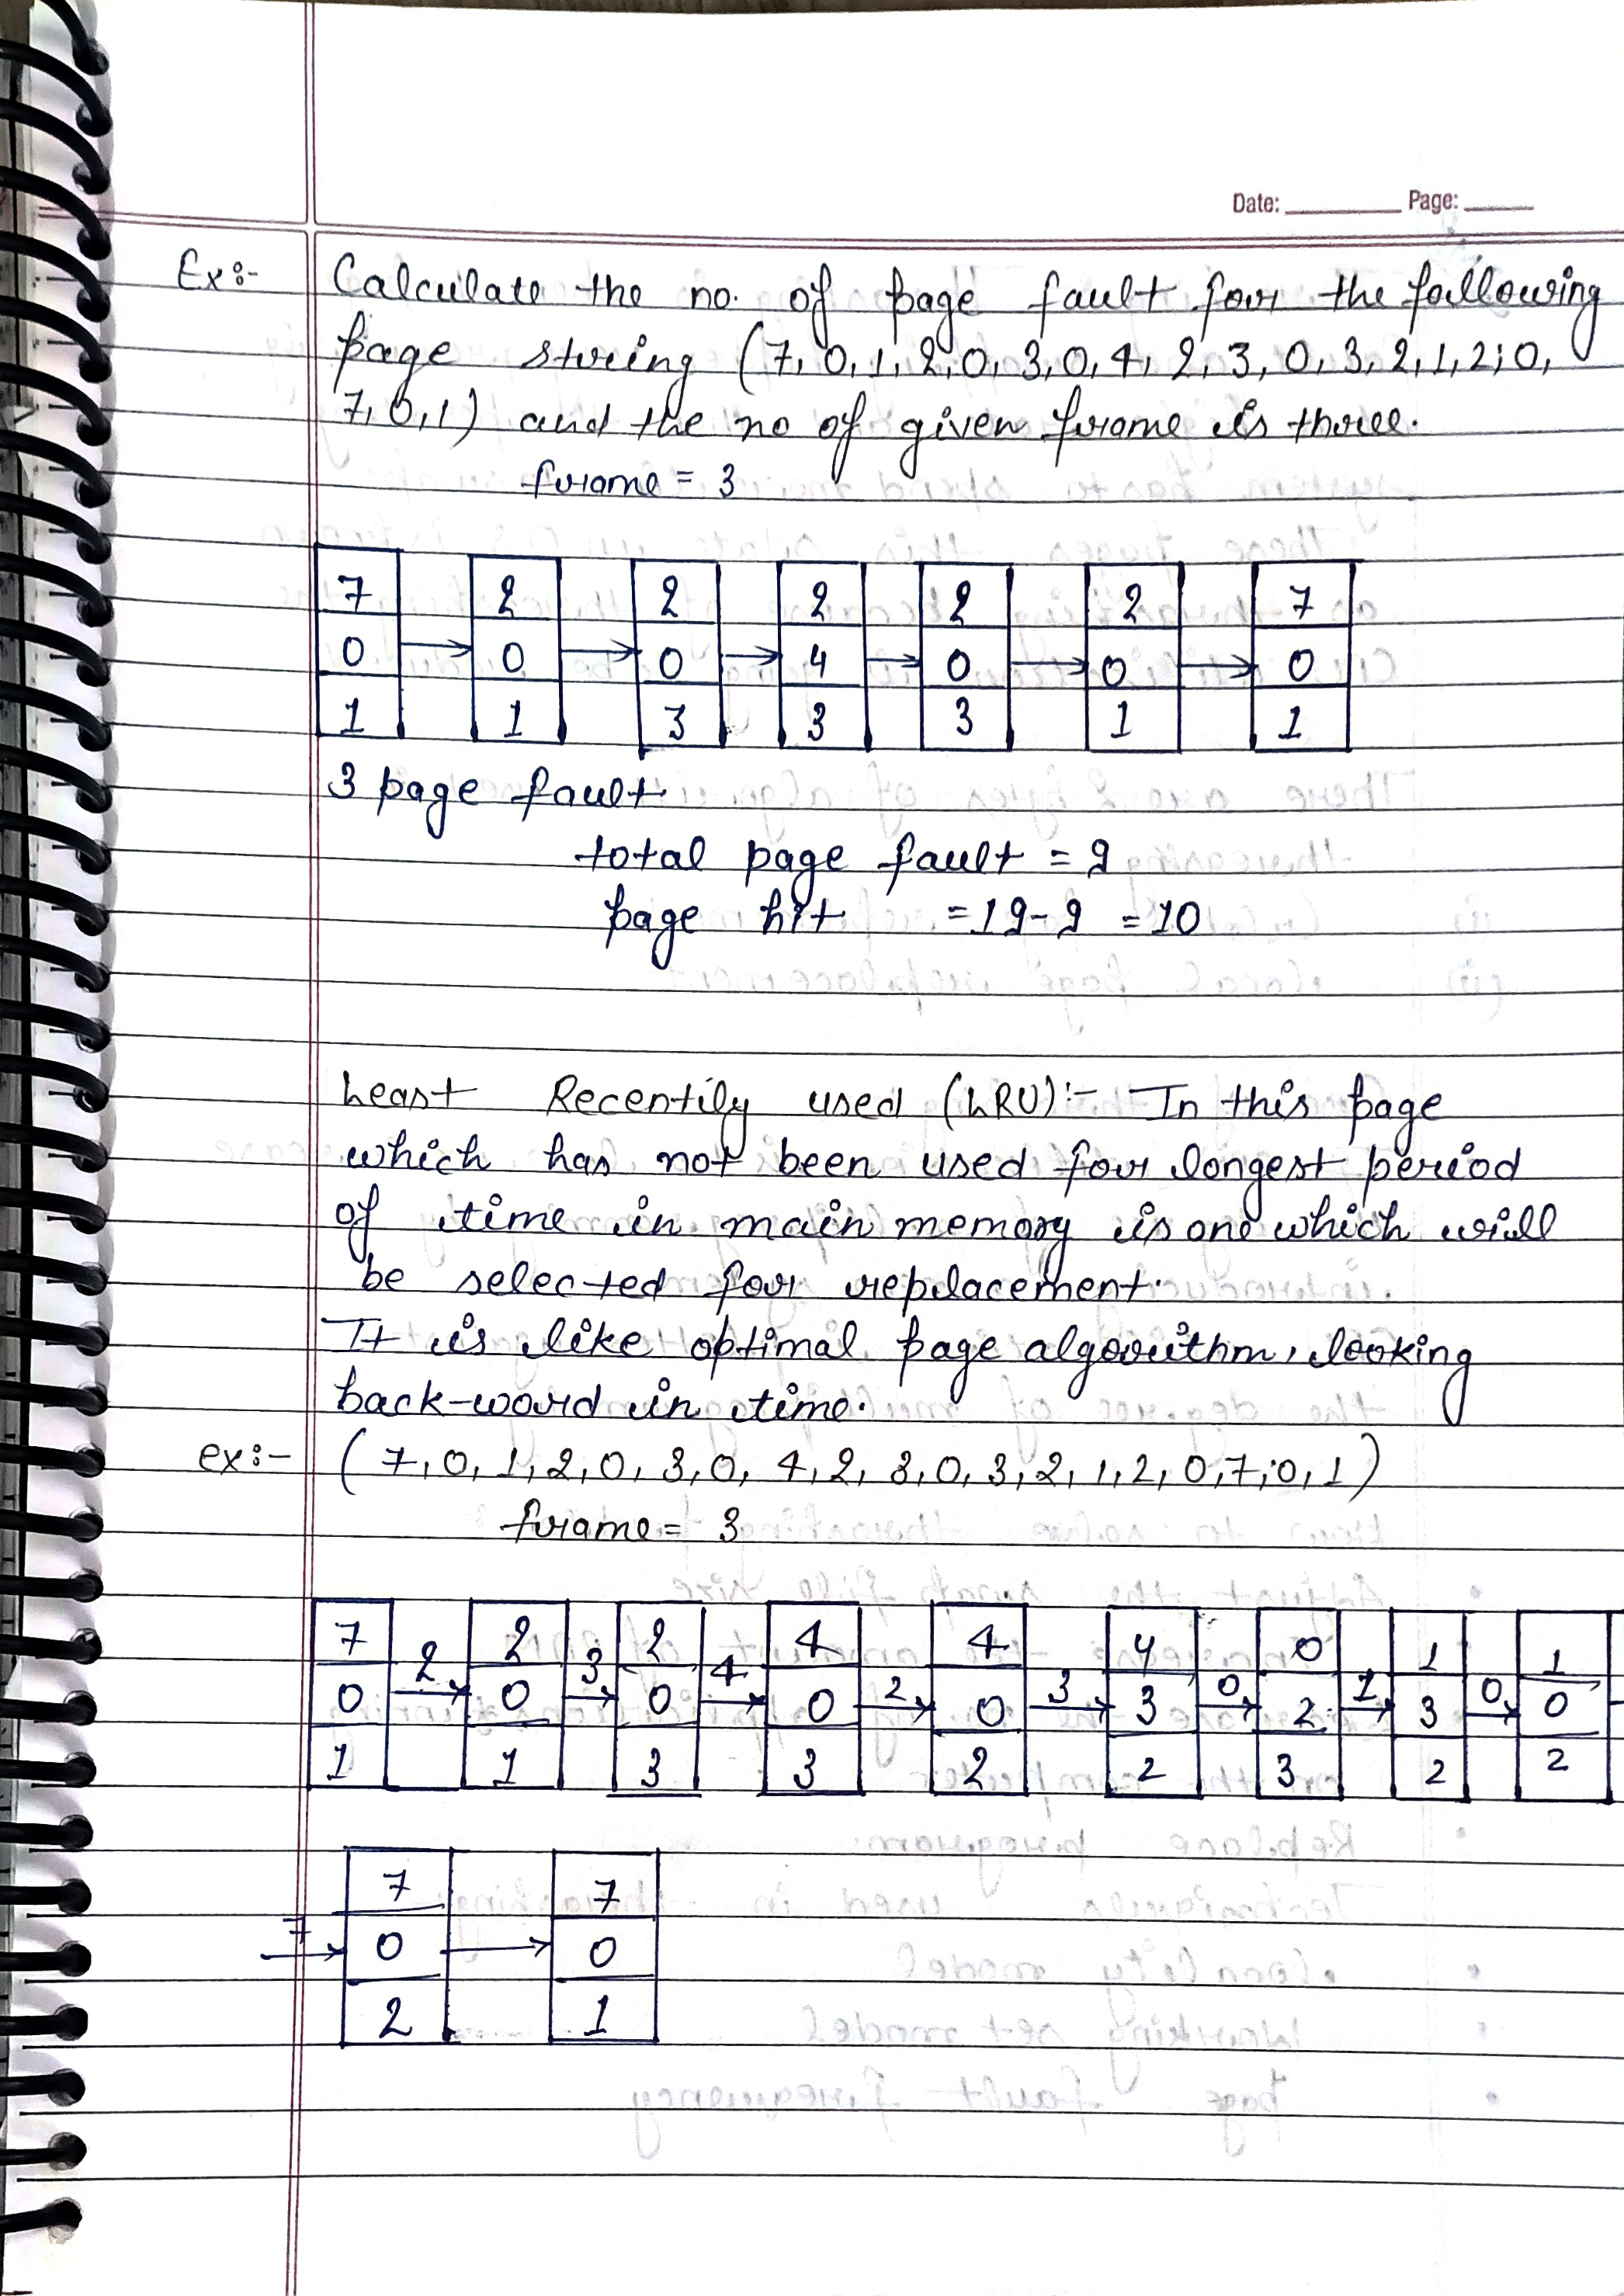 Date: Page:
Ex:- Calculate the no. of page fault for the following
page string (7, 0, 1, 2, 0, 3, 0, 4, 2, 3, 0, 3, 2, 1, 2, 0,
7, 0, 1) and the no of given frame is three.
frame = 3
7 2 2 2 2 2 7
0 → 0 → 0 → 4 → 0 → 0 → 0
1 1 3 3 3 1 1
3 page fault.
total page fault = 9
page hit = 19 - 9 = 10
Least Recentily used (LRU):- In this page
which has not been used for longest period
of time in main memory is one which will
be selected for replacement.
It is like optimal page algorithm, looking
back-word in time.
ex:- ( 7, 0, 1, 2, 0, 3, 0, 4, 2, 3, 0, 3, 2, 1, 2, 0, 7, 0, 1 )
frame = 3
7 2 2 4 4 4 0 1 1
2 3 4 2 3 0 1 0
0 → 0 → 0 → 0 → 0 → 3 → 2 → 3 → 0
1 1 3 3 2 2 3 2 2
7 7
7 → 0 → 0
2 1